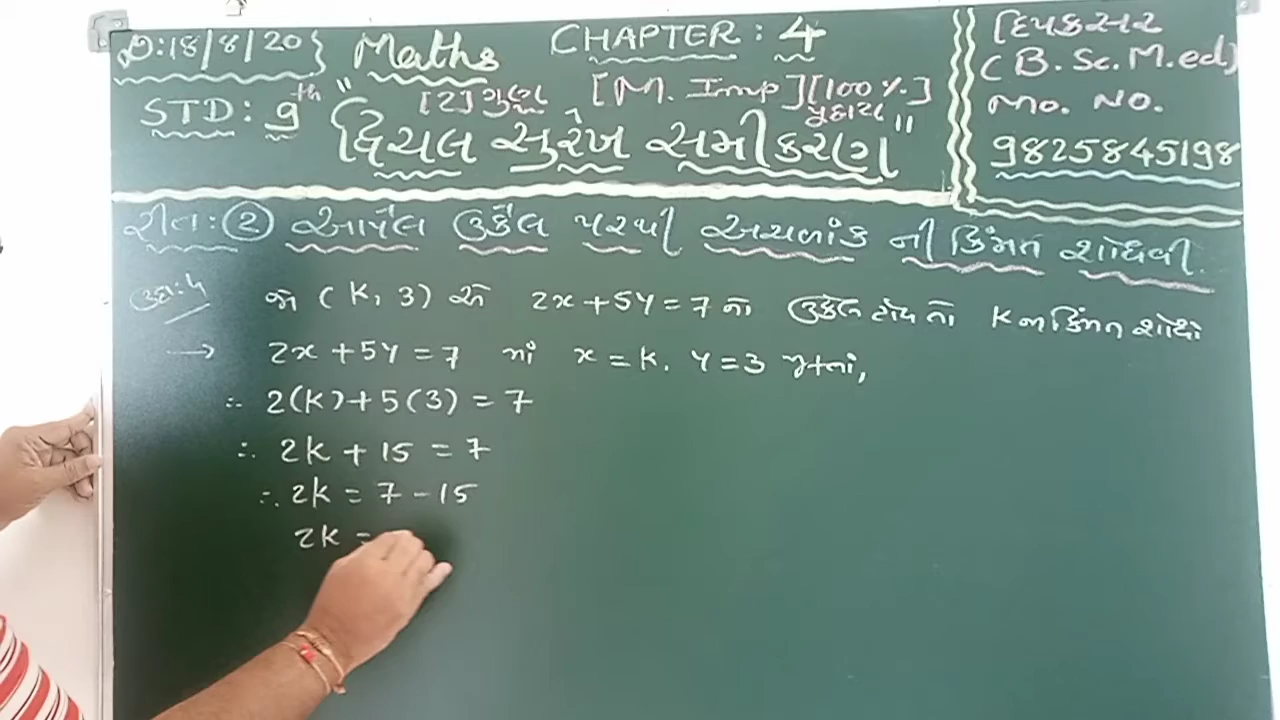 D:18/8/20} Maths CHAPTER : 4
STD: 9th [2] ગુણ [M. Imp] [100 %.]
"દ્વિચલ સુરેખ સમીકરણ"
દિપકસર
(B. Sc. M.ed)
Mo. No.
9825845198
રીત: 2 આપેલ ઉકેલ પરથી અચળાંક ની કિંમત શોધવી.
ઉદા: ૫ જો (K, 3) એ 2x + 5y = 7 નો ઉકેલ હોય તો K ની કિંમત શોધો
→ 2x + 5y = 7 માં x = k, y = 3 મૂકતાં,
∴ 2(k) + 5(3) = 7
∴ 2k + 15 = 7
∴ 2k = 7 - 15
2k =